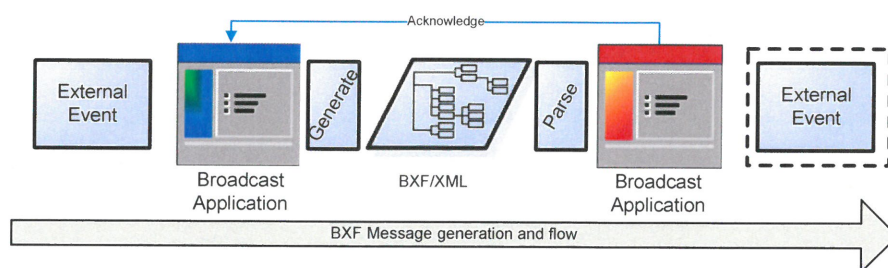 Acknowledge
External
Event
Generate
Parse
External
Event
Broadcast
Application
BXF/XML
Broadcast
Application
BXF Message generation and flow